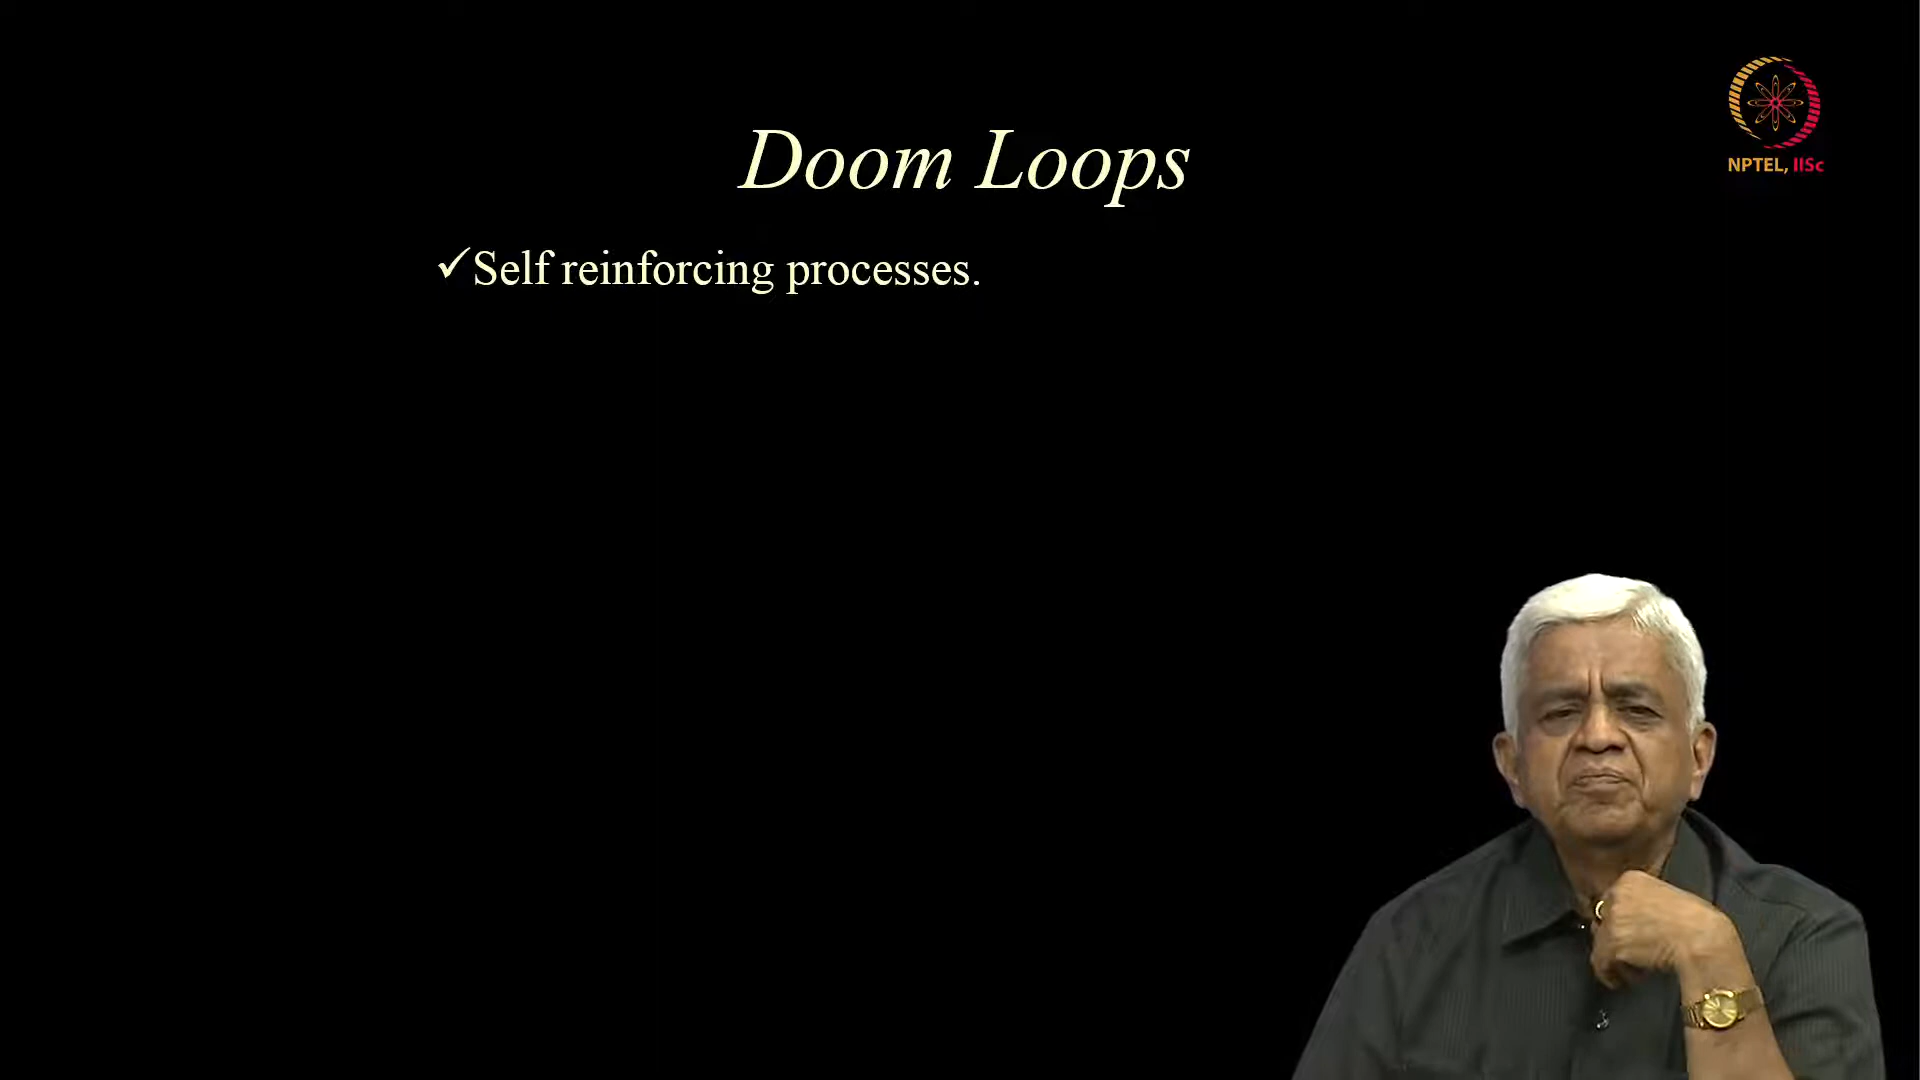 NPTEL, IISc
Doom Loops
✓Self reinforcing processes.